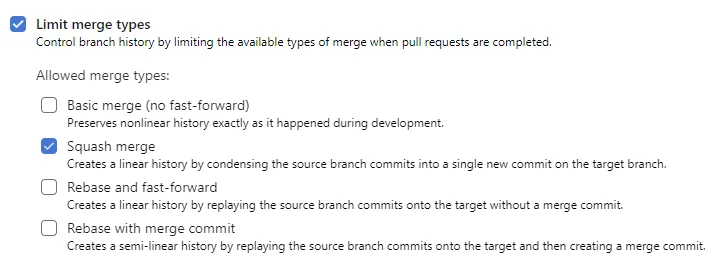 Limit merge types
Control branch history by limiting the available types of merge when pull requests are completed.
Allowed merge types:
Basic merge (no fast-forward)
Preserves nonlinear history exactly as it happened during development.
Squash merge
Creates a linear history by condensing the source branch commits into a single new commit on the target branch.
Rebase and fast-forward
Creates a linear history by replaying the source branch commits onto the target without a merge commit.
Rebase with merge commit
Creates a semi-linear history by replaying the source branch commits onto the target and then creating a merge commit.